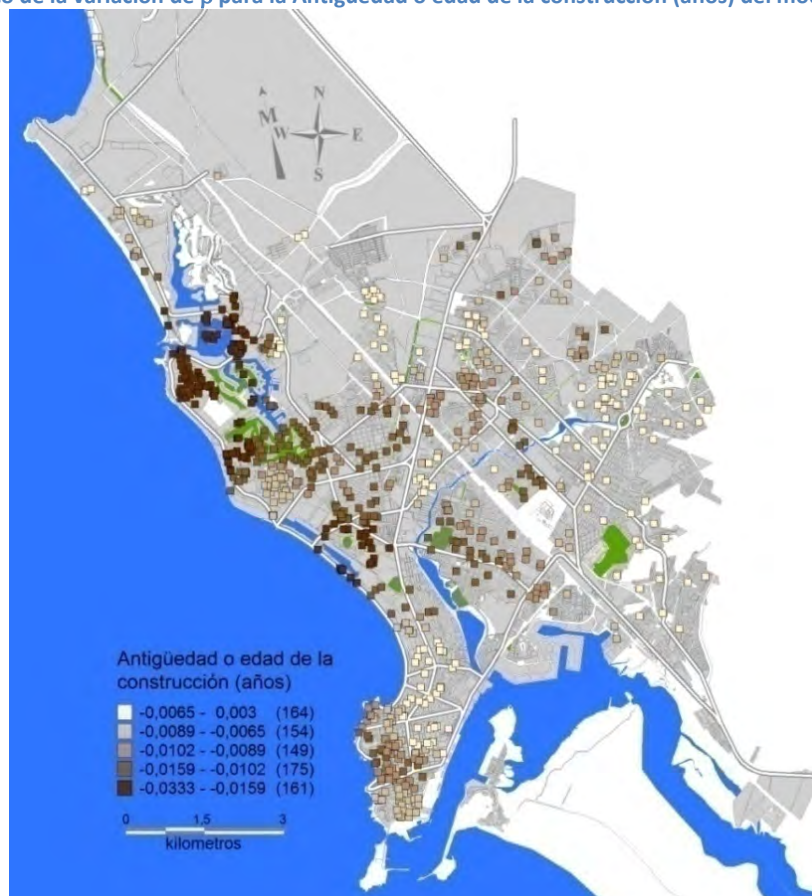 o de la variación de β para la Antigüedad o edad de la construcción (años) del mo
N
M
W E
S
Antigüedad o edad de la
construcción (años)
-0,0065 - 0,003 (164)
-0,0089 - -0,0065 (154)
-0,0102 - -0,0089 (149)
-0,0159 - -0,0102 (175)
-0,0333 - -0,0159 (161)
0 1,5 3
kilometros